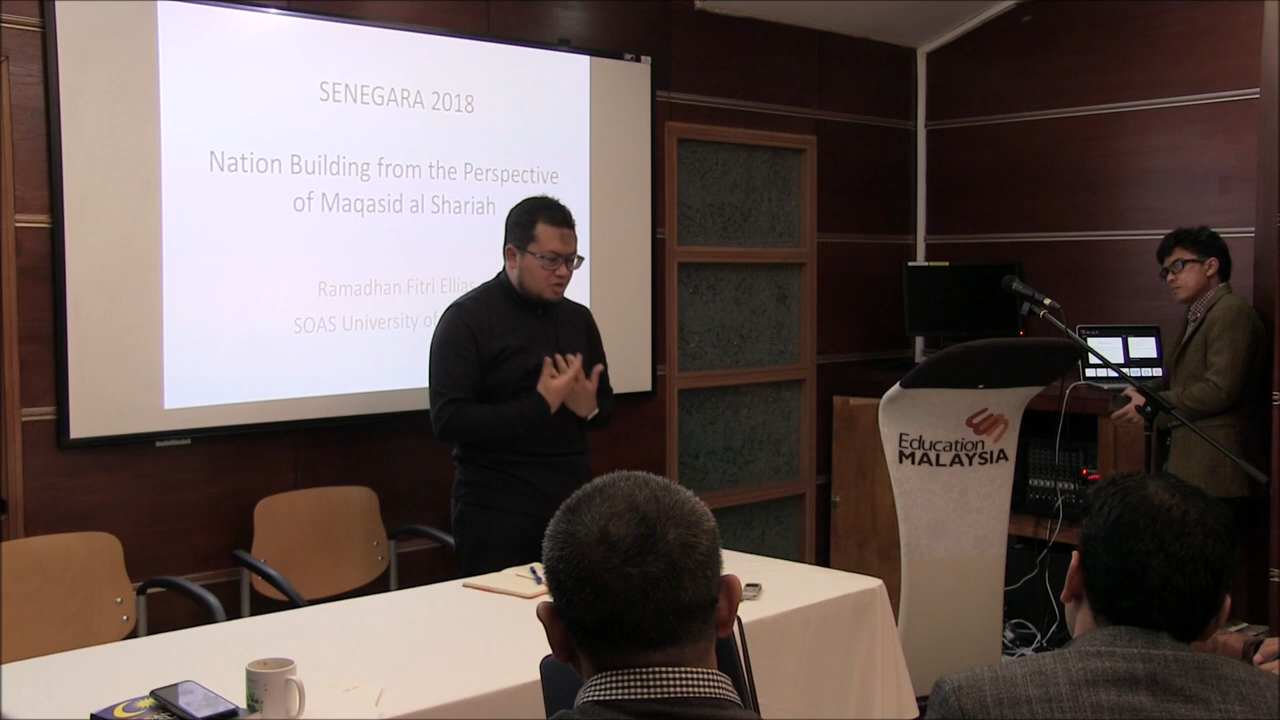 SENEGARA 2018
Nation Building from the Perspective
of Maqasid al Shariah
Ramadhan Fitri Ellias
SOAS University of
Education
MALAYSIA